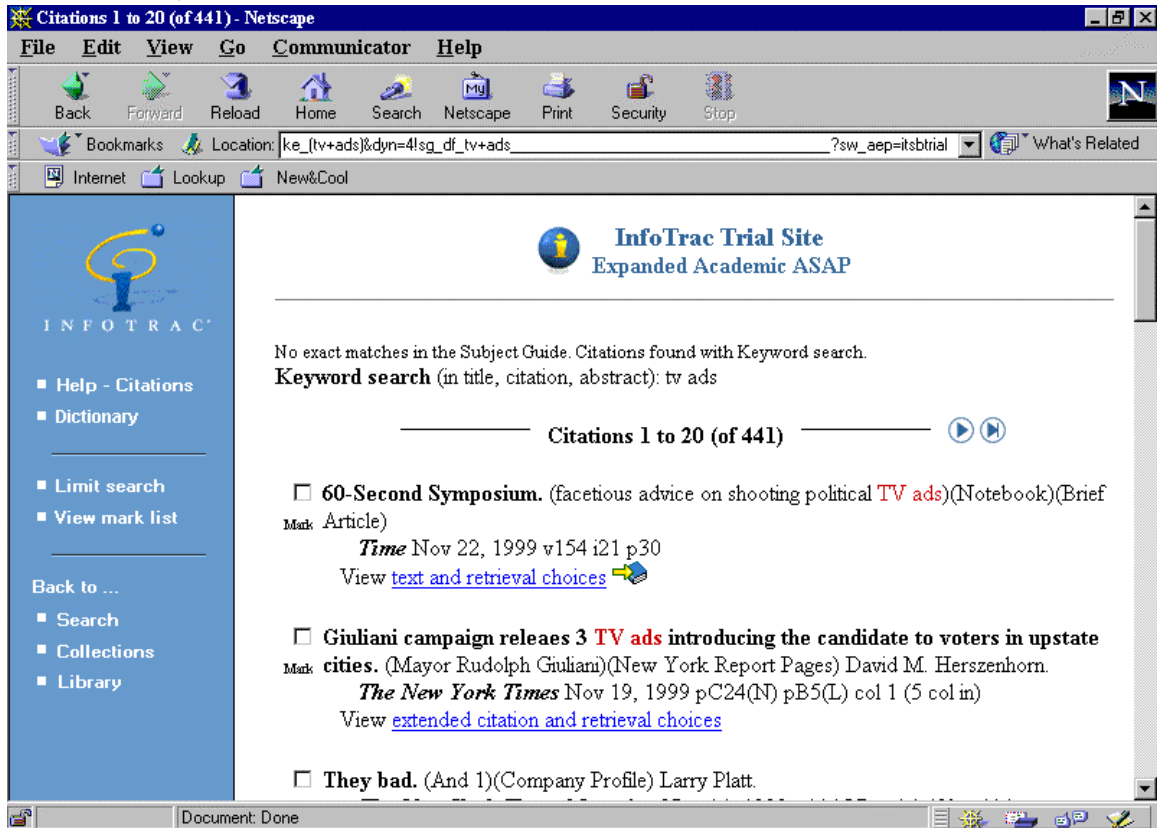 Citations 1 to 20 (of 441) - Netscape
File Edit View Go Communicator Help
My
N
Back Forward Reload Home Search Netscape Print Security Stop
Bookmarks Location: ke_(tv+ads)&dyn=4!sg_df_tv+ads_______________________________?sw_aep=itsbtrial What's Related
Internet Lookup New&Cool
INFOTRAC
Help - Citations
Dictionary
Limit search
View mark list
Back to ...
Search
Collections
Library
InfoTrac Trial Site
Expanded Academic ASAP
No exact matches in the Subject Guide. Citations found with Keyword search.
Keyword search (in title, citation, abstract): tv ads
Citations 1 to 20 (of 441)
60-Second Symposium. (facetious advice on shooting political TV ads)(Notebook)(Brief
Mark Article)
Time Nov 22, 1999 v154 i21 p30
View text and retrieval choices
Giuliani campaign releaes 3 TV ads introducing the candidate to voters in upstate
Mark cities. (Mayor Rudolph Giuliani)(New York Report Pages) David M. Herszenhorn.
The New York Times Nov 19, 1999 pC24(N) pB5(L) col 1 (5 col in)
View extended citation and retrieval choices
They bad. (And 1)(Company Profile) Larry Platt.
Document: Done